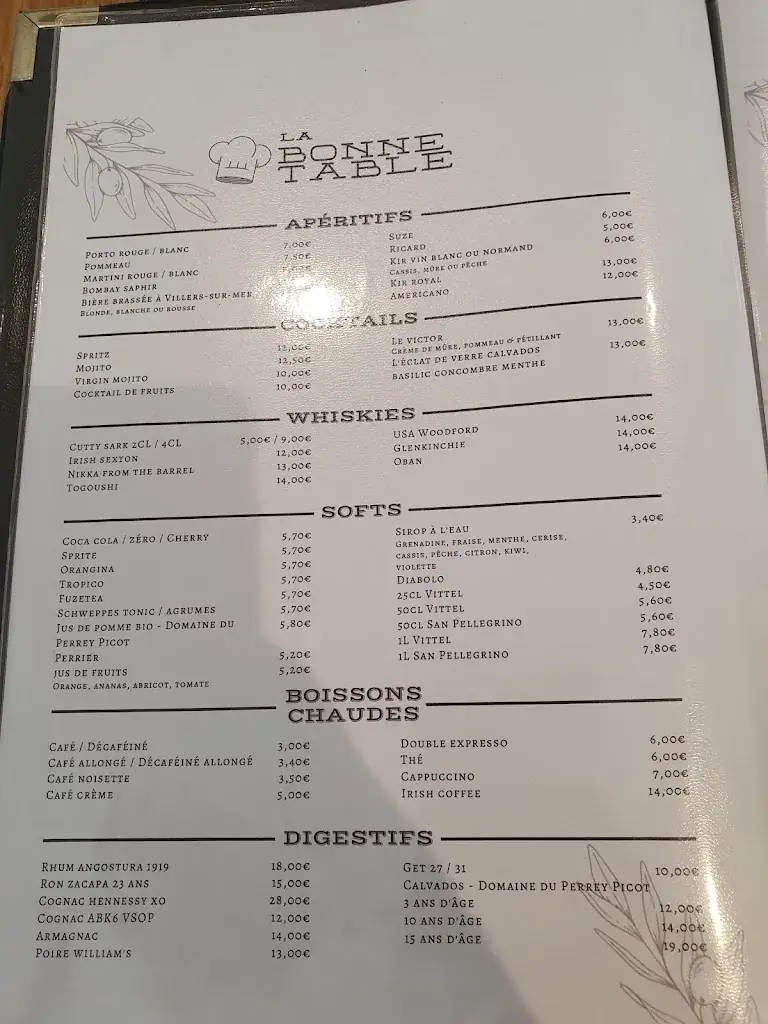 LA
BONNE
TABLE
APÉRITIFS
PORTO ROUGE / BLANC 7,00€
POMMEAU 7,50€
MARTINI ROUGE / BLANC
BOMBAY SAPHIR
BIÈRE BRASSÉE À VILLERS-SUR-MER
BLONDE, BLANCHE OU ROUSSE
SUZE 6,00€
RICARD 5,00€
KIR VIN BLANC OU NORMAND 6,00€
CASSIS, MÛRE OU PÊCHE
KIR ROYAL 13,00€
AMERICANO 12,00€
COCKTAILS
SPRITZ 12,00€
MOJITO 12,50€
VIRGIN MOJITO 10,00€
COCKTAIL DE FRUITS 10,00€
LE VICTOR 13,00€
CRÈME DE MÛRE, POMMEAU & PÉTILLANT
L'ÉCLAT DE VERRE CALVADOS 13,00€
BASILIC CONCOMBRE MENTHE
WHISKIES
CUTTY SARK 2CL / 4CL 5,00€ / 9,00€
IRISH SEXTON 12,00€
NIKKA FROM THE BARREL 13,00€
TOGOUSHI 14,00€
USA WOODFORD 14,00€
GLENKINCHIE 14,00€
OBAN 14,00€
SOFTS
COCA COLA / ZÉRO / CHERRY 5,70€
SPRITE 5,70€
ORANGINA 5,70€
TROPICO 5,70€
FUZETEA 5,70€
SCHWEPPES TONIC / AGRUMES 5,70€
JUS DE POMME BIO - DOMAINE DU 5,80€
PERREY PICOT
PERRIER 5,20€
JUS DE FRUITS 5,20€
ORANGE, ANANAS, ABRICOT, TOMATE
SIROP À L'EAU 3,40€
GRENADINE, FRAISE, MENTHE, CERISE,
CASSIS, PÊCHE, CITRON, KIWI,
VIOLETTE
DIABOLO 4,80€
25CL VITTEL 4,50€
50CL VITTEL 5,60€
50CL SAN PELLEGRINO 5,60€
1L VITTEL 7,80€
1L SAN PELLEGRINO 7,80€
BOISSONS
CHAUDES
CAFÉ / DÉCAFÉINÉ 3,00€
CAFÉ ALLONGÉ / DÉCAFÉINÉ ALLONGÉ 3,40€
CAFÉ NOISETTE 3,50€
CAFÉ CRÈME 5,00€
DOUBLE EXPRESSO 6,00€
THÉ 6,00€
CAPPUCCINO 7,00€
IRISH COFFEE 14,00€
DIGESTIFS
RHUM ANGOSTURA 1919 18,00€
RON ZACAPA 23 ANS 15,00€
COGNAC HENNESSY XO 28,00€
COGNAC ABK6 VSOP 12,00€
ARMAGNAC 14,00€
POIRE WILLIAM'S 13,00€
GET 27 / 31 10,00€
CALVADOS - DOMAINE DU PERREY PICOT
3 ANS D'ÂGE 12,00€
10 ANS D'ÂGE 14,00€
15 ANS D'ÂGE 19,00€